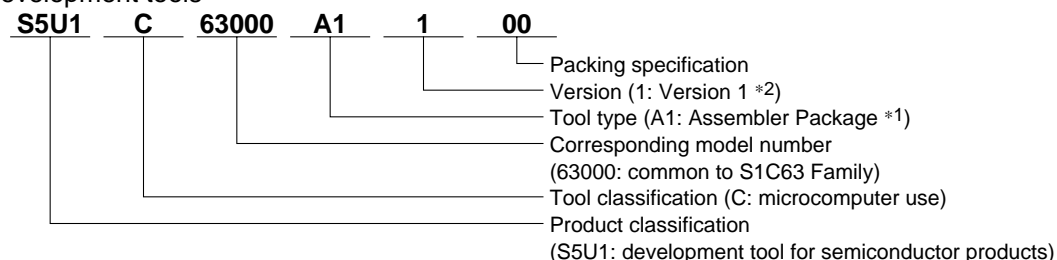 evelopment tools
S5U1 C 63000 A1 1 00
Packing specification
Version (1: Version 1 *2)
Tool type (A1: Assembler Package *1)
Corresponding model number
(63000: common to S1C63 Family)
Tool classification (C: microcomputer use)
Product classification
(S5U1: development tool for semiconductor products)